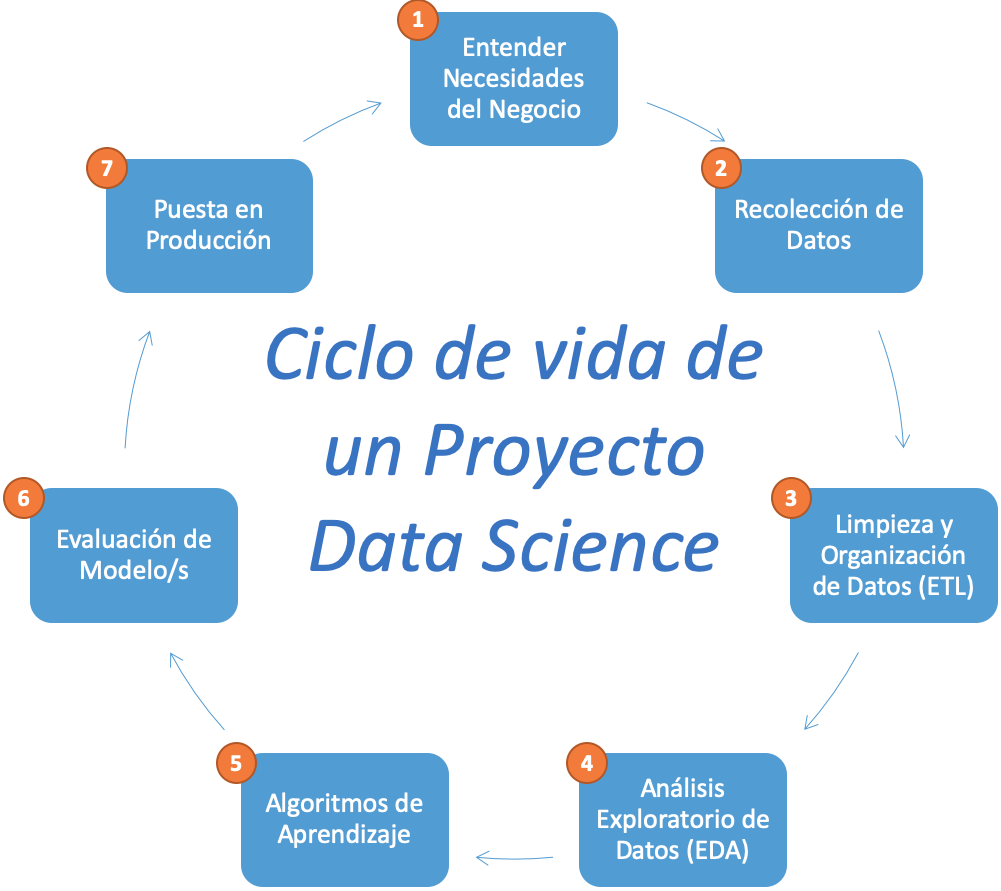 1
Entender
Necesidades
del Negocio
2
Recolección de
Datos
3
Limpieza y
Organización
de Datos (ETL)
4
Análisis
Exploratorio de
Datos (EDA)
5
Algoritmos de
Aprendizaje
6
Evaluación de
Modelo/s
7
Puesta en
Producción
Ciclo de vida de
un Proyecto
Data Science